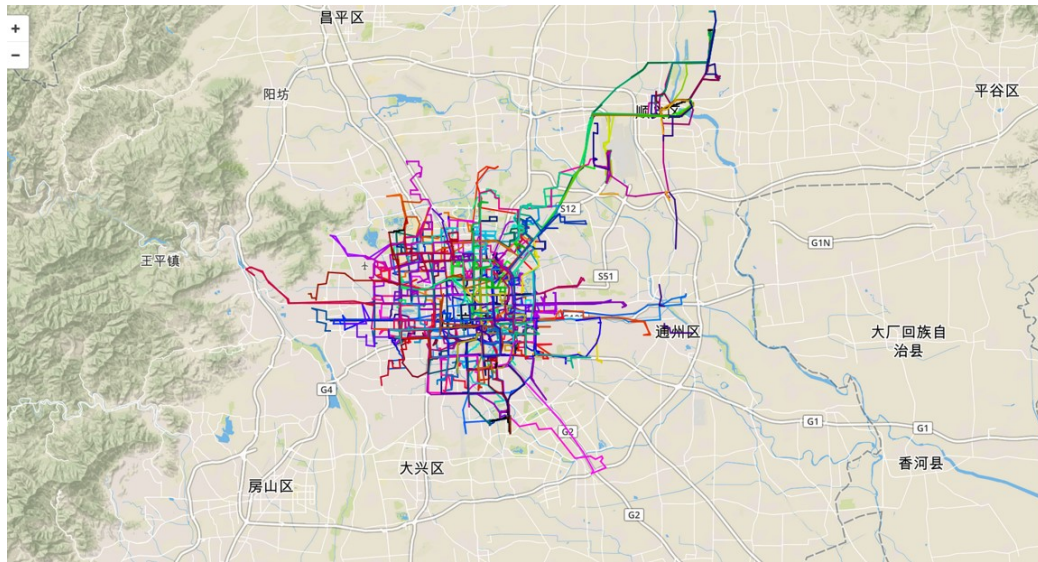 +
昌平区
−
阳坊
平谷区
S12
G1N
王平镇
S51
通州区
大厂回族自
治县
G4
G1
G1
G2
香河县
大兴区
房山区
G2